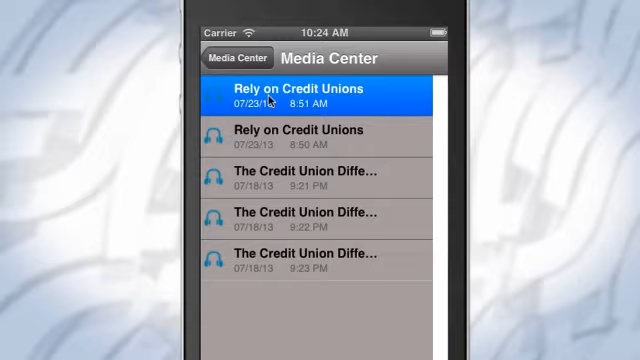 Carrier 10:24 AM
Media Center Media Center
Rely on Credit Unions
07/23/13 8:51 AM
Rely on Credit Unions
07/23/13 8:50 AM
The Credit Union Diffe...
07/18/13 9:21 PM
The Credit Union Diffe...
07/18/13 9:22 PM
The Credit Union Diffe...
07/18/13 9:23 PM